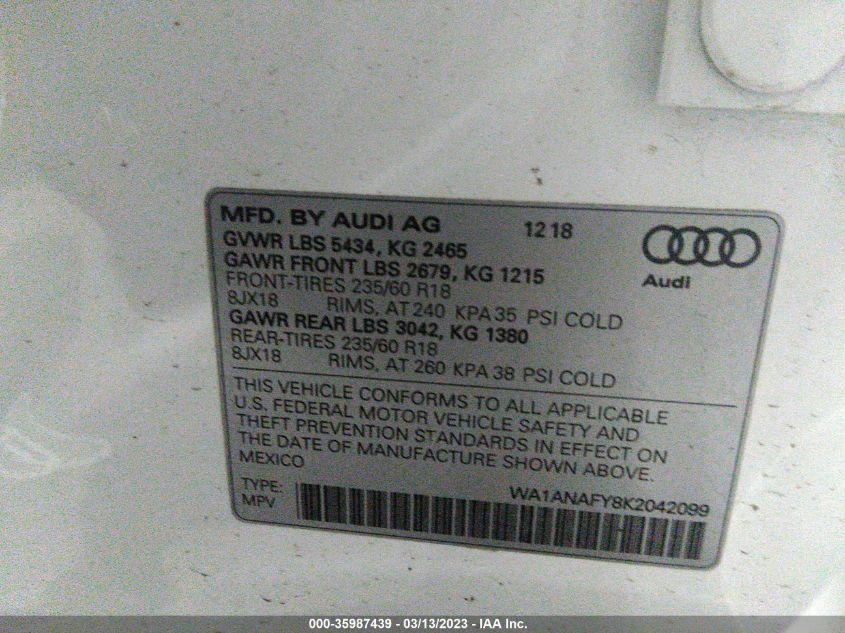 MFD. BY AUDI AG 1218
GVWR LBS 5434, KG 2465
GAWR FRONT LBS 2679, KG 1215
Audi
FRONT-TIRES 235/60 R18
8JX18 RIMS, AT 240 KPA 35 PSI COLD
GAWR REAR LBS 3042, KG 1380
REAR-TIRES 235/60 R18
8JX18 RIMS, AT 260 KPA 38 PSI COLD
THIS VEHICLE CONFORMS TO ALL APPLICABLE
U.S. FEDERAL MOTOR VEHICLE SAFETY AND
THEFT PREVENTION STANDARDS IN EFFECT ON
THE DATE OF MANUFACTURE SHOWN ABOVE.
MEXICO
TYPE: WA1ANAFY8K2042099
MPV
000-35987439 - 03/13/2023 - IAA Inc.